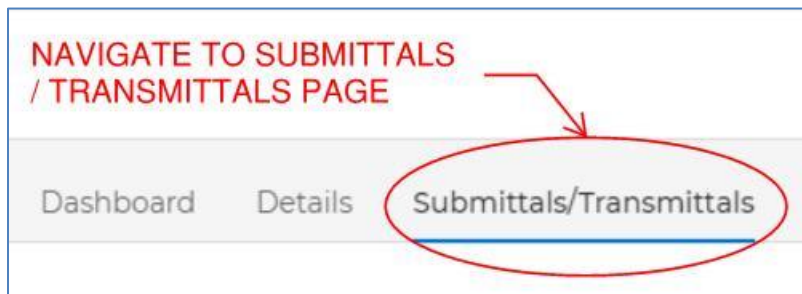 NAVIGATE TO SUBMITTALS
/ TRANSMITTALS PAGE
Dashboard Details Submittals/Transmittals